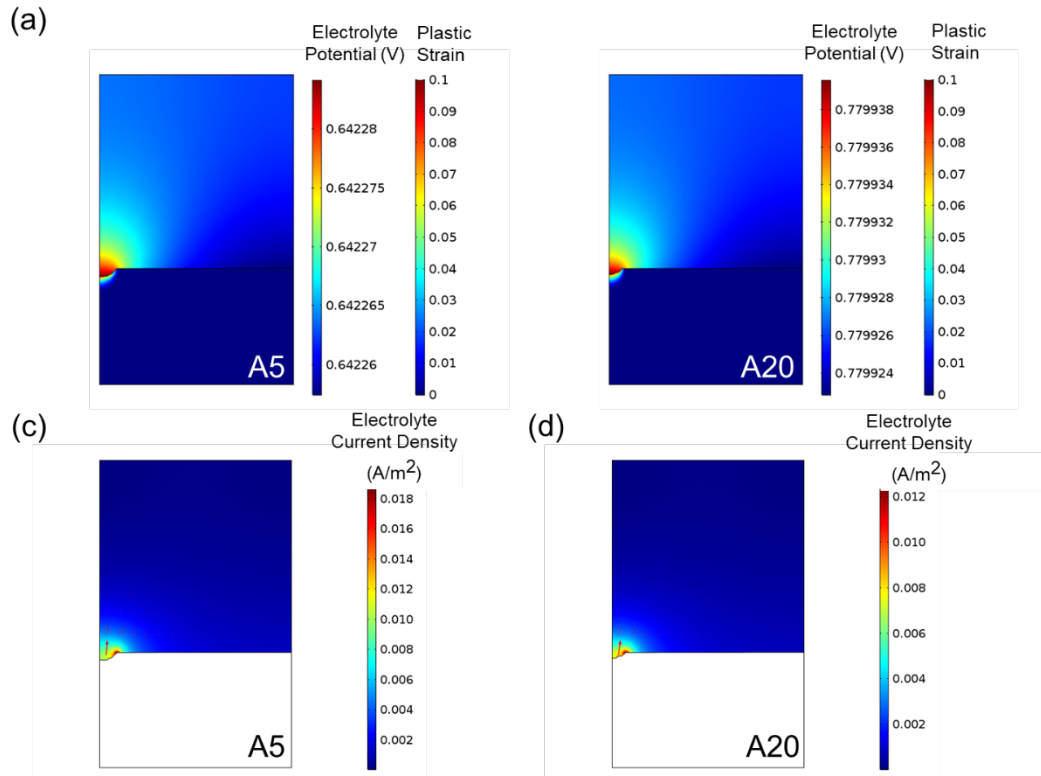 (a)
Electrolyte
Potential (V)
Plastic
Strain
0.64228
0.642275
0.64227
0.642265
0.64226
0.1
0.09
0.08
0.07
0.06
0.05
0.04
0.03
0.02
0.01
0
A5
Electrolyte
Potential (V)
Plastic
Strain
0.779938
0.779936
0.779934
0.779932
0.77993
0.779928
0.779926
0.779924
0.1
0.09
0.08
0.07
0.06
0.05
0.04
0.03
0.02
0.01
0
A20
(c)
Electrolyte
Current Density
(A/m²)
0.018
0.016
0.014
0.012
0.010
0.008
0.006
0.004
0.002
A5
(d)
Electrolyte
Current Density
(A/m²)
0.012
0.010
0.008
0.006
0.004
0.002
A20